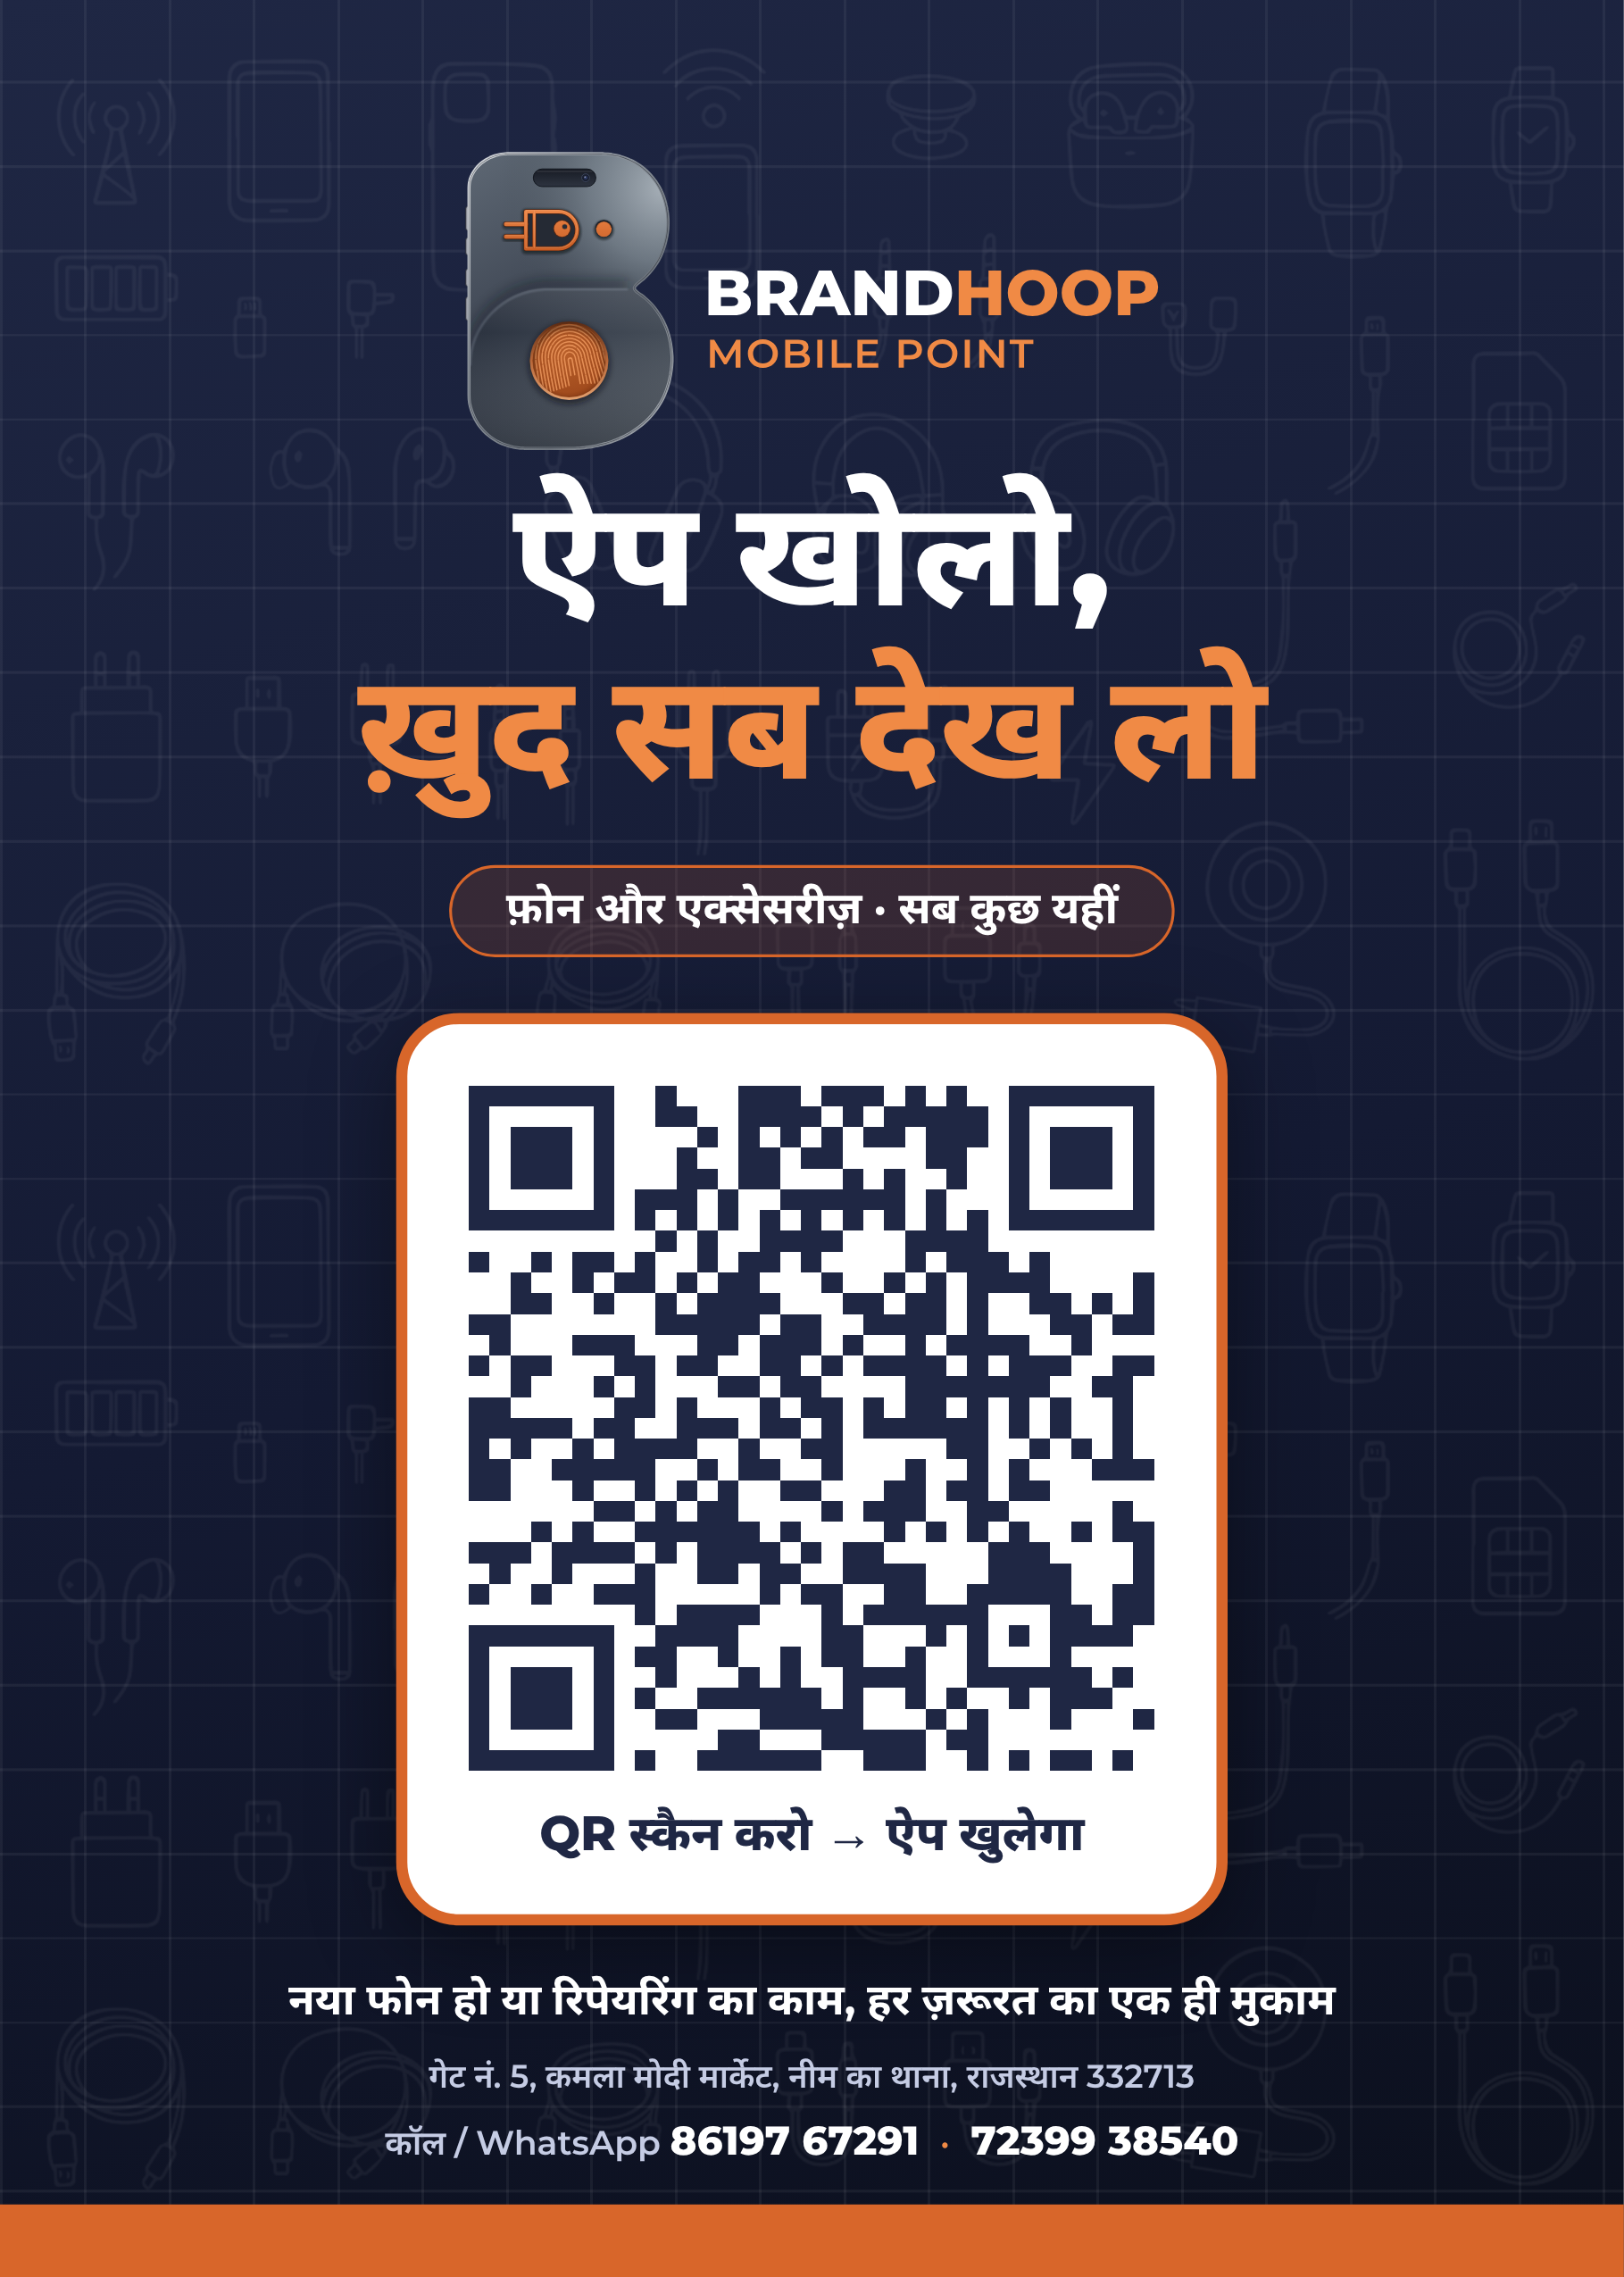 BRANDHOOP
MOBILE POINT
ऐप खोलो,
ख़ुद सब देख लो
फ़ोन और एक्सेसरीज़ · सब कुछ यहीं
QR स्कैन करो → ऐप खुलेगा
नया फोन हो या रिपेयरिंग का काम, हर ज़रूरत का एक ही मुकाम
गेट नं. 5, कमला मोदी मार्केट, नीम का थाना, राजस्थान 332713
कॉल / WhatsApp 86197 67291 · 72399 38540